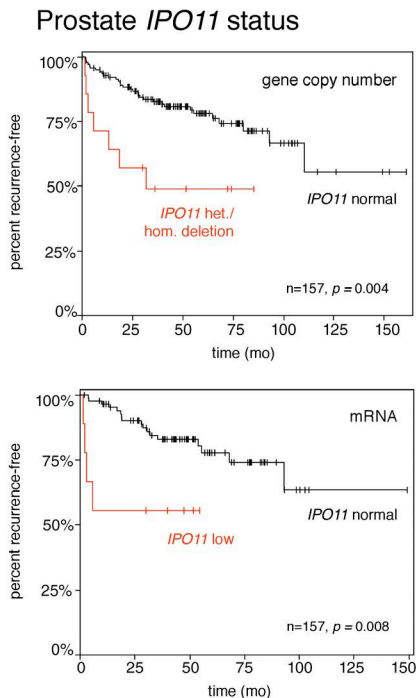 Prostate IPO11 status
100%
75%
50%
25%
0%
percent recurrence-free
gene copy number
IPO11 normal
IPO11 het./
hom. deletion
n=157, p = 0.004
0 25 50 75 100 125 150
time (mo)
100%
75%
50%
25%
0%
percent recurrence-free
mRNA
IPO11 normal
IPO11 low
n=157, p = 0.008
0 25 50 75 100 125 150
time (mo)